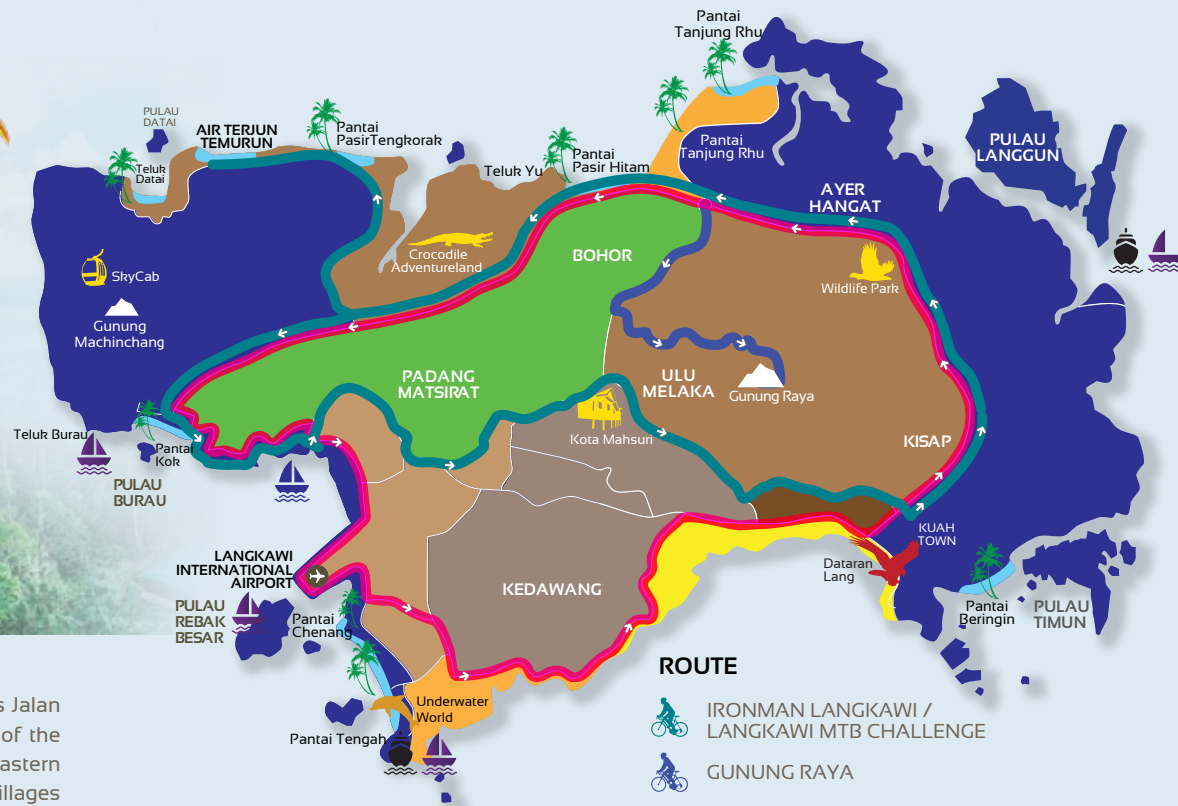 Pantai
Tanjung Rhu
PULAU
DATAI
AIR TERJUN
TEMURUN
Pantai
PasirTengkorak
Teluk
Datai
Teluk Yu
Pantai
Pasir Hitam
Pantai
Tanjung Rhu
PULAU
LANGGUN
AYER
HANGAT
BOHOR
Crocodile
Adventureland
Wildlife Park
SkyCab
Gunung
Machinchang
PADANG
MATSIRAT
ULU
MELAKA
Gunung Raya
Teluk Burau
Pantai
Kok
Kota Mahsuri
KISAP
PULAU
BURAU
KUAH
TOWN
LANGKAWI
INTERNATIONAL
AIRPORT
Dataran
Lang
KEDAWANG
PULAU
REBAK
BESAR
Pantai
Chenang
Pantai
Beringin
PULAU
TIMUN
Underwater
World
Pantai Tengah
ROUTE
IRONMAN LANGKAWI /
LANGKAWI MTB CHALLENGE
GUNUNG RAYA
s Jalan
of the
astern
illages